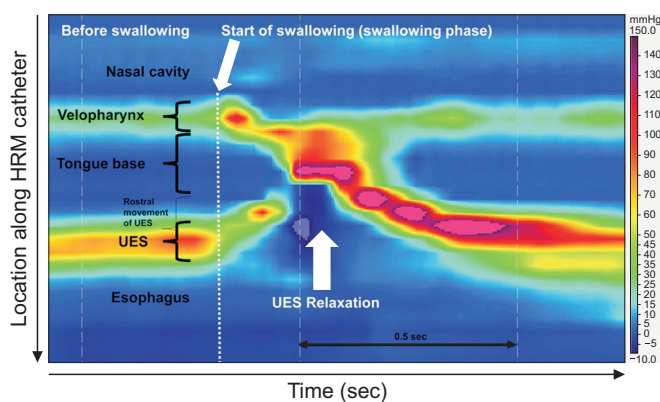 mmHg
150.0
140
130
120
110
100
90
80
70
60
50
45
40
35
30
25
20
15
10
5
0
−5
−10.0
Before swallowing
Start of swallowing (swallowing phase)
Nasal cavity
Velopharynx
Tongue base
Rostral
movement
of UES
UES
Esophagus
UES Relaxation
0.5 sec
Location along HRM catheter
Time (sec)